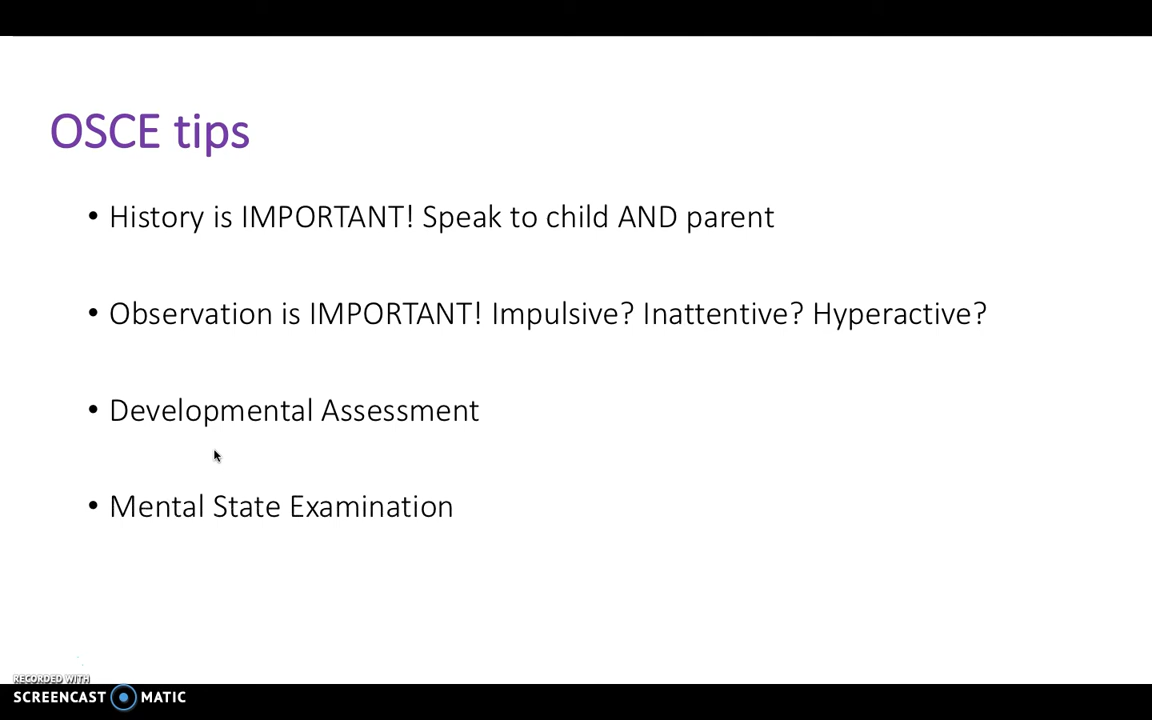 OSCE tips
• History is IMPORTANT! Speak to child AND parent
• Observation is IMPORTANT! Impulsive? Inattentive? Hyperactive?
• Developmental Assessment
• Mental State Examination
RECORDED WITH
SCREENCAST MATIC